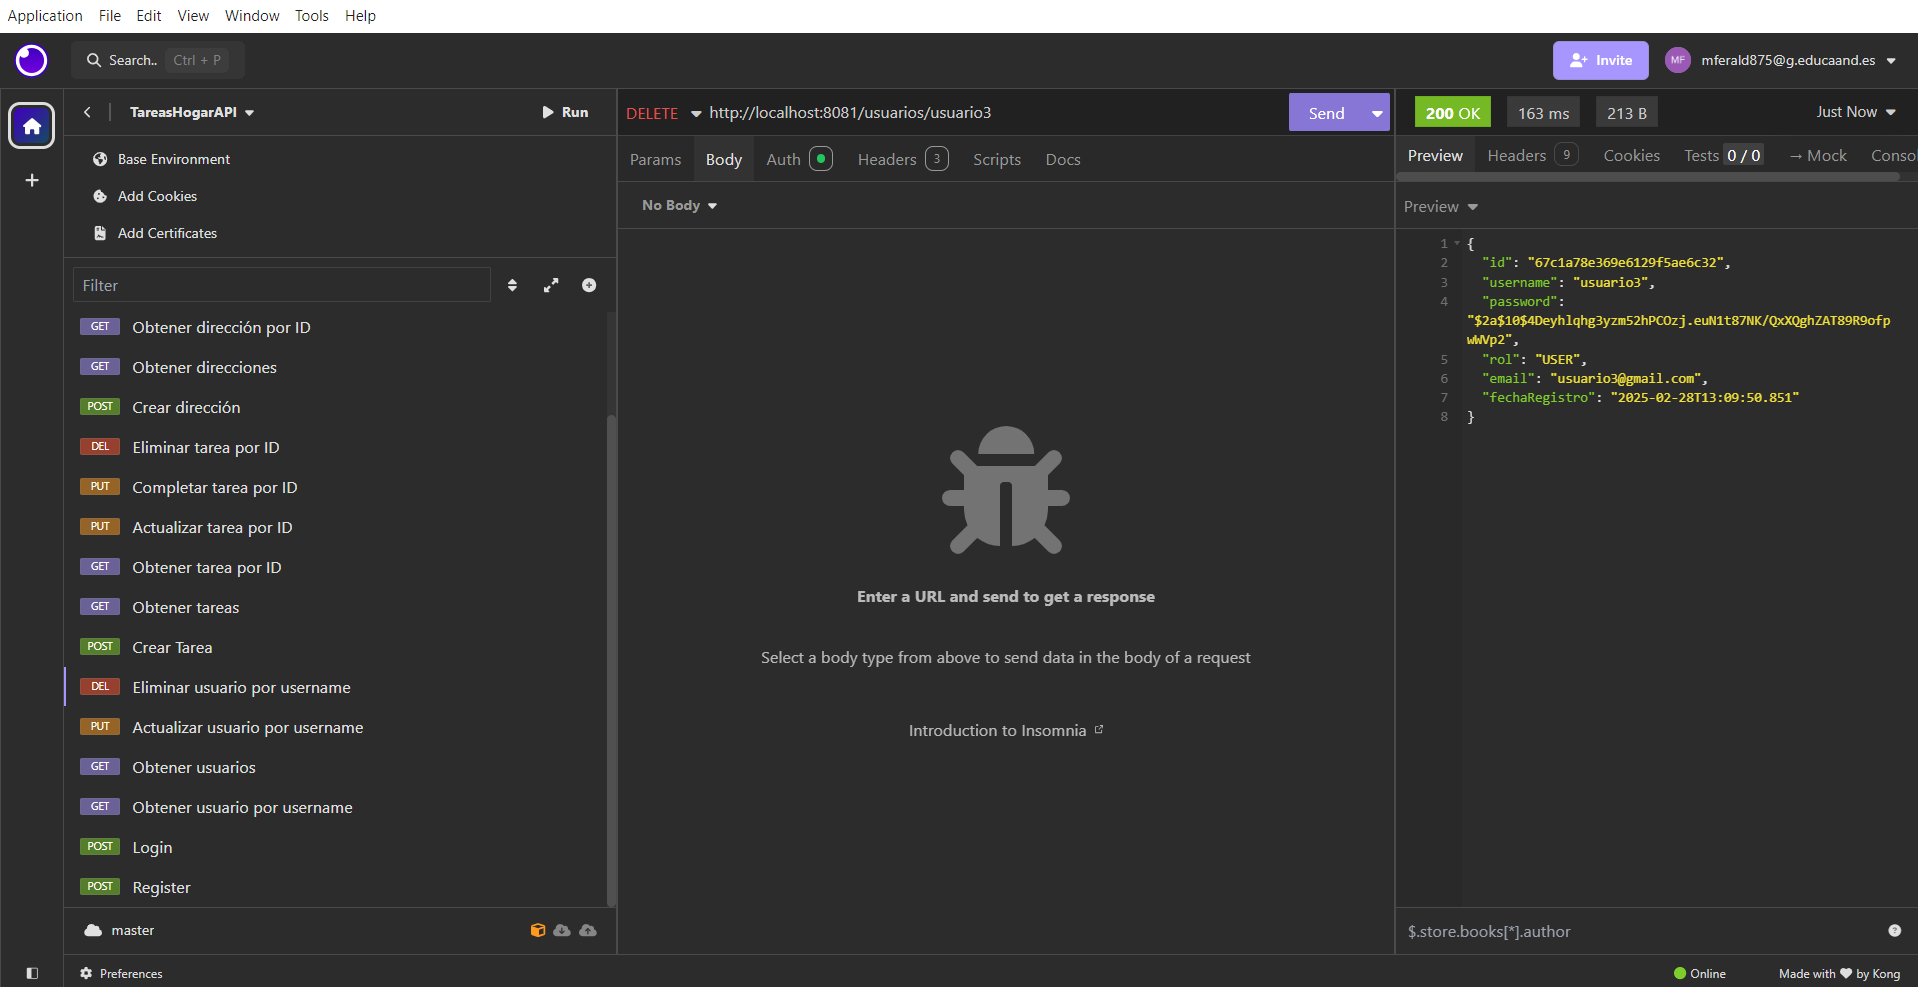 Application File Edit View Window Tools Help
Search.. Ctrl + P
Invite
MF mferald875@g.educaand.es
TareasHogarAPI
Run
Base Environment
Add Cookies
Add Certificates
Filter
GET Obtener dirección por ID
GET Obtener direcciones
POST Crear dirección
DEL Eliminar tarea por ID
PUT Completar tarea por ID
PUT Actualizar tarea por ID
GET Obtener tarea por ID
GET Obtener tareas
POST Crear Tarea
DEL Eliminar usuario por username
PUT Actualizar usuario por username
GET Obtener usuarios
GET Obtener usuario por username
POST Login
POST Register
master
Preferences
DELETE http://localhost:8081/usuarios/usuario3
Send
Params Body Auth Headers 3 Scripts Docs
No Body
Enter a URL and send to get a response
Select a body type from above to send data in the body of a request
Introduction to Insomnia
200 OK 163 ms 213 B Just Now
Preview Headers 9 Cookies Tests 0 / 0 → Mock Conso
Preview
1 {
2 "id": "67c1a78e369e6129f5ae6c32",
3 "username": "usuario3",
4 "password":
"$2a$10$4Deyhlqhg3yzm52hPCOzj.euN1t87NK/QxXQghZAT89R9ofp
wWVp2",
5 "rol": "USER",
6 "email": "usuario3@gmail.com",
7 "fechaRegistro": "2025-02-28T13:09:50.851"
8 }
$.store.books[*].author
Online
Made with ♥ by Kong